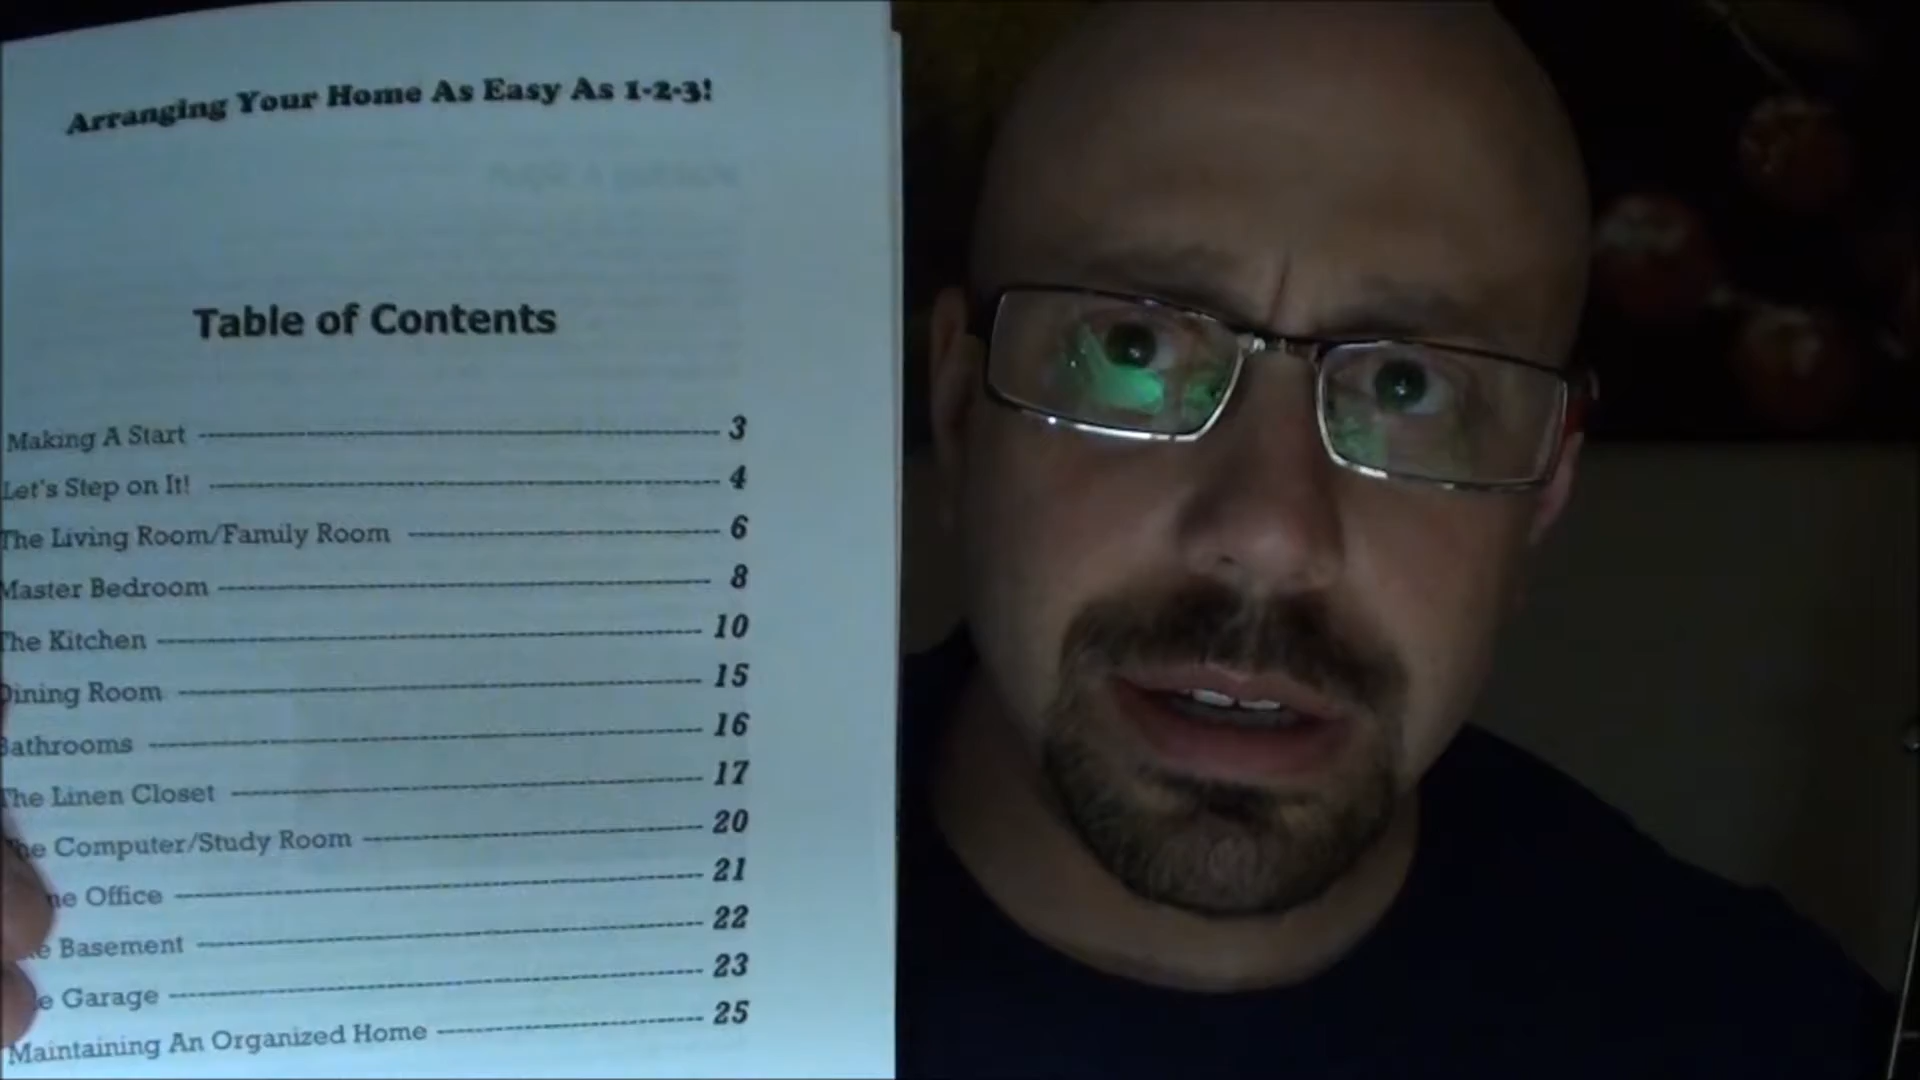 Arranging Your Home As Easy As 1-2-3!
Table of Contents
Making A Start 3
Let's Step on It! 4
The Living Room/Family Room 6
Master Bedroom 8
The Kitchen 10
Dining Room 15
Bathrooms 16
The Linen Closet 17
The Computer/Study Room 20
Office 21
Basement 22
Garage 23
Maintaining An Organized Home 25